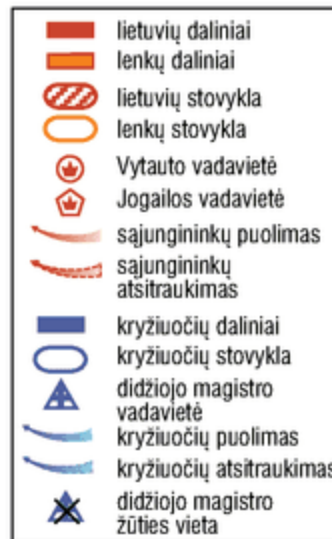 lietuvių daliniai
lenkų daliniai
lietuvių stovykla
lenkų stovykla
Vytauto vadavietė
Jogailos vadavietė
sąjungininkų puolimas
sąjungininkų
atsitraukimas
kryžiuočių daliniai
kryžiuočių stovykla
didžiojo magistro
vadavietė
kryžiuočių puolimas
kryžiuočių atsitraukimas
didžiojo magistro
žūties vieta